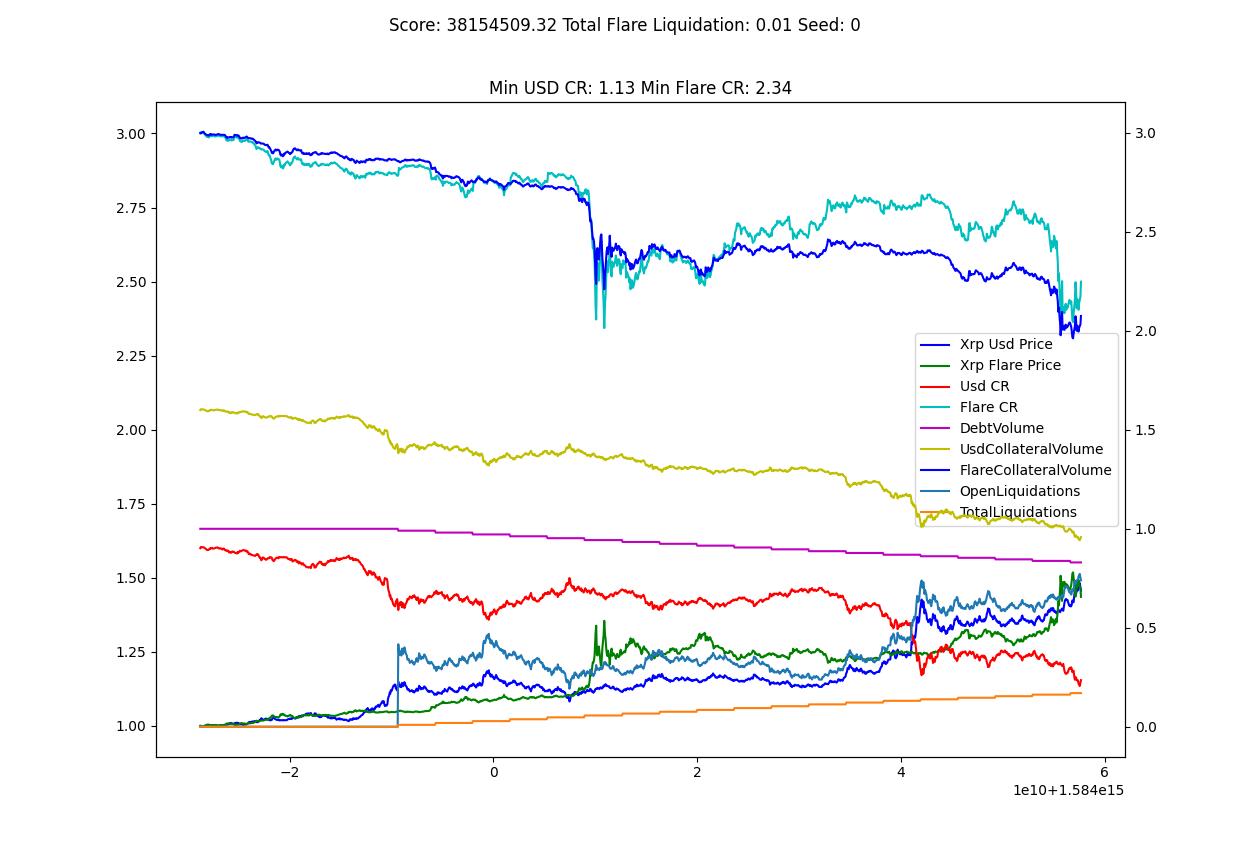 Score: 38154509.32 Total Flare Liquidation: 0.01 Seed: 0
Min USD CR: 1.13 Min Flare CR: 2.34
3.00
2.75
2.50
2.25
2.00
1.75
1.50
1.25
1.00
3.0
2.5
2.0
1.5
1.0
0.5
0.0
Xrp Usd Price
Xrp Flare Price
Usd CR
Flare CR
DebtVolume
UsdCollateralVolume
FlareCollateralVolume
OpenLiquidations
TotalLiquidations
−2 0 2 4 6
1e10+1.584e15